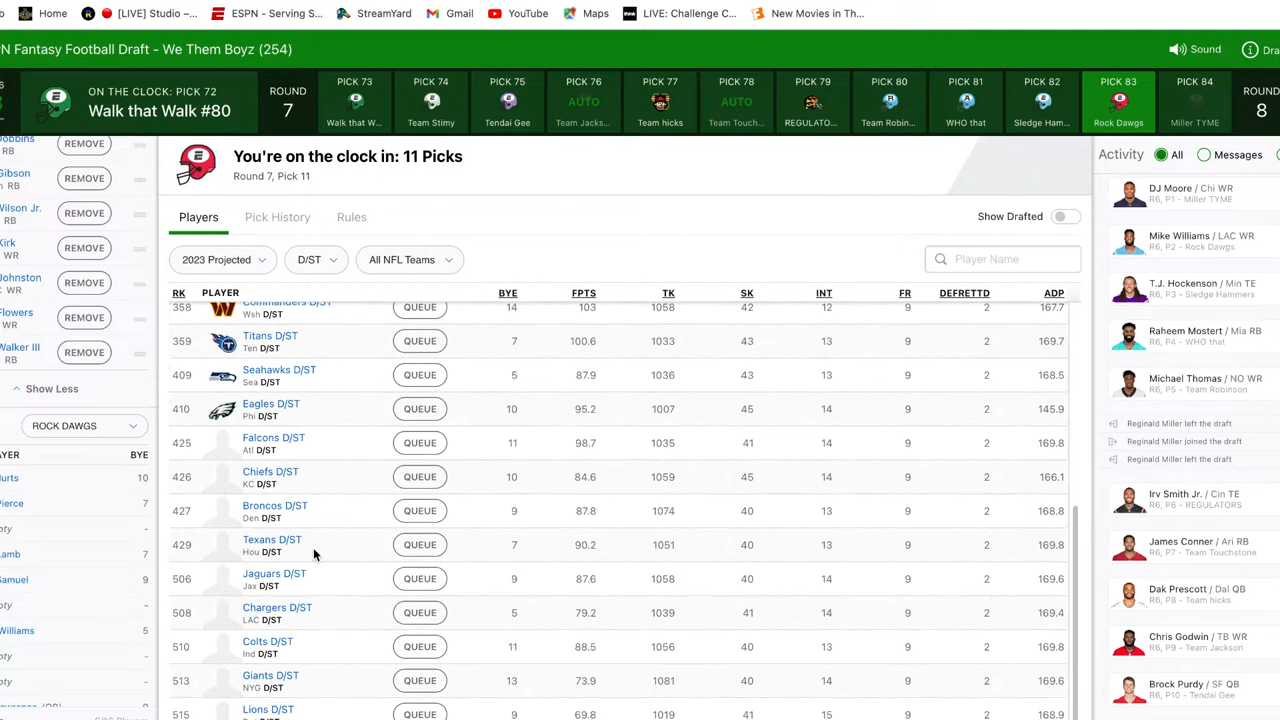 Home
[LIVE] Studio –...
ESPN - Serving S...
StreamYard
Gmail
YouTube
Maps
LIVE: Challenge C...
New Movies in Th...
N Fantasy Football Draft - We Them Boyz (254)
Sound
Dra
ON THE CLOCK: PICK 72
Walk that Walk #80
ROUND
7
PICK 73
Walk that W...
PICK 74
Team Stimy
PICK 75
Tendai Gee
PICK 76
AUTO
Team Jacks...
PICK 77
Team hicks
PICK 78
AUTO
Team Touch...
PICK 79
REGULATO...
PICK 80
Team Robin...
PICK 81
WHO that
PICK 82
Sledge Ham...
PICK 83
Rock Dawgs
PICK 84
Miller TYME
ROUND
8
RB
REMOVE
Gibson
RB
REMOVE
Wilson Jr.
RB
REMOVE
Kirk
WR
REMOVE
Johnston
WR
REMOVE
Flowers
WR
REMOVE
Walker III
RB
REMOVE
Show Less
ROCK DAWGS
AYER
BYE
urts
10
Pierce
7
pty
-
amb
7
Samuel
9
pty
-
Williams
5
pty
-
pty
-
You're on the clock in: 11 Picks
Round 7, Pick 11
Players
Pick History
Rules
Show Drafted
2023 Projected
D/ST
All NFL Teams
Player Name
RK PLAYER BYE FPTS TK SK INT FR DEFRETTD ADP
358 Commanders D/ST QUEUE 14 103 1058 42 12 9 2 167.7
Wsh D/ST
359 Titans D/ST QUEUE 7 100.6 1033 43 13 9 2 169.7
Ten D/ST
409 Seahawks D/ST QUEUE 5 87.9 1036 43 13 9 2 168.5
Sea D/ST
410 Eagles D/ST QUEUE 10 95.2 1007 45 14 9 2 145.9
Phi D/ST
425 Falcons D/ST QUEUE 11 98.7 1035 41 14 9 2 169.8
Atl D/ST
426 Chiefs D/ST QUEUE 10 84.6 1059 45 14 9 2 166.1
KC D/ST
427 Broncos D/ST QUEUE 9 87.8 1074 40 13 9 2 168.8
Den D/ST
429 Texans D/ST QUEUE 7 90.2 1051 40 13 9 2 169.8
Hou D/ST
506 Jaguars D/ST QUEUE 9 87.6 1058 40 14 9 2 169.6
Jax D/ST
508 Chargers D/ST QUEUE 5 79.2 1039 41 14 9 2 169.4
LAC D/ST
510 Colts D/ST QUEUE 11 88.5 1056 40 13 9 2 169.8
Ind D/ST
513 Giants D/ST QUEUE 13 73.9 1081 40 13 9 2 169.6
NYG D/ST
515 Lions D/ST QUEUE 9 69.8 1019 41 15 9 2 168.9
Activity
All
Messages
DJ Moore / Chi WR
R6, P1 - Miller TYME
Mike Williams / LAC WR
R6, P2 - Rock Dawgs
T.J. Hockenson / Min TE
R6, P3 - Sledge Hammers
Raheem Mostert / Mia RB
R6, P4 - WHO that
Michael Thomas / NO WR
R6, P5 - Team Robinson
Reginald Miller left the draft
Reginald Miller joined the draft
Reginald Miller left the draft
Irv Smith Jr. / Cin TE
R6, P6 - REGULATORS
James Conner / Ari RB
R6, P7 - Team Touchstone
Dak Prescott / Dal QB
R6, P8 - Team hicks
Chris Godwin / TB WR
R6, P9 - Team Jackson
Brock Purdy / SF QB
R6, P10 - Tendai Gee